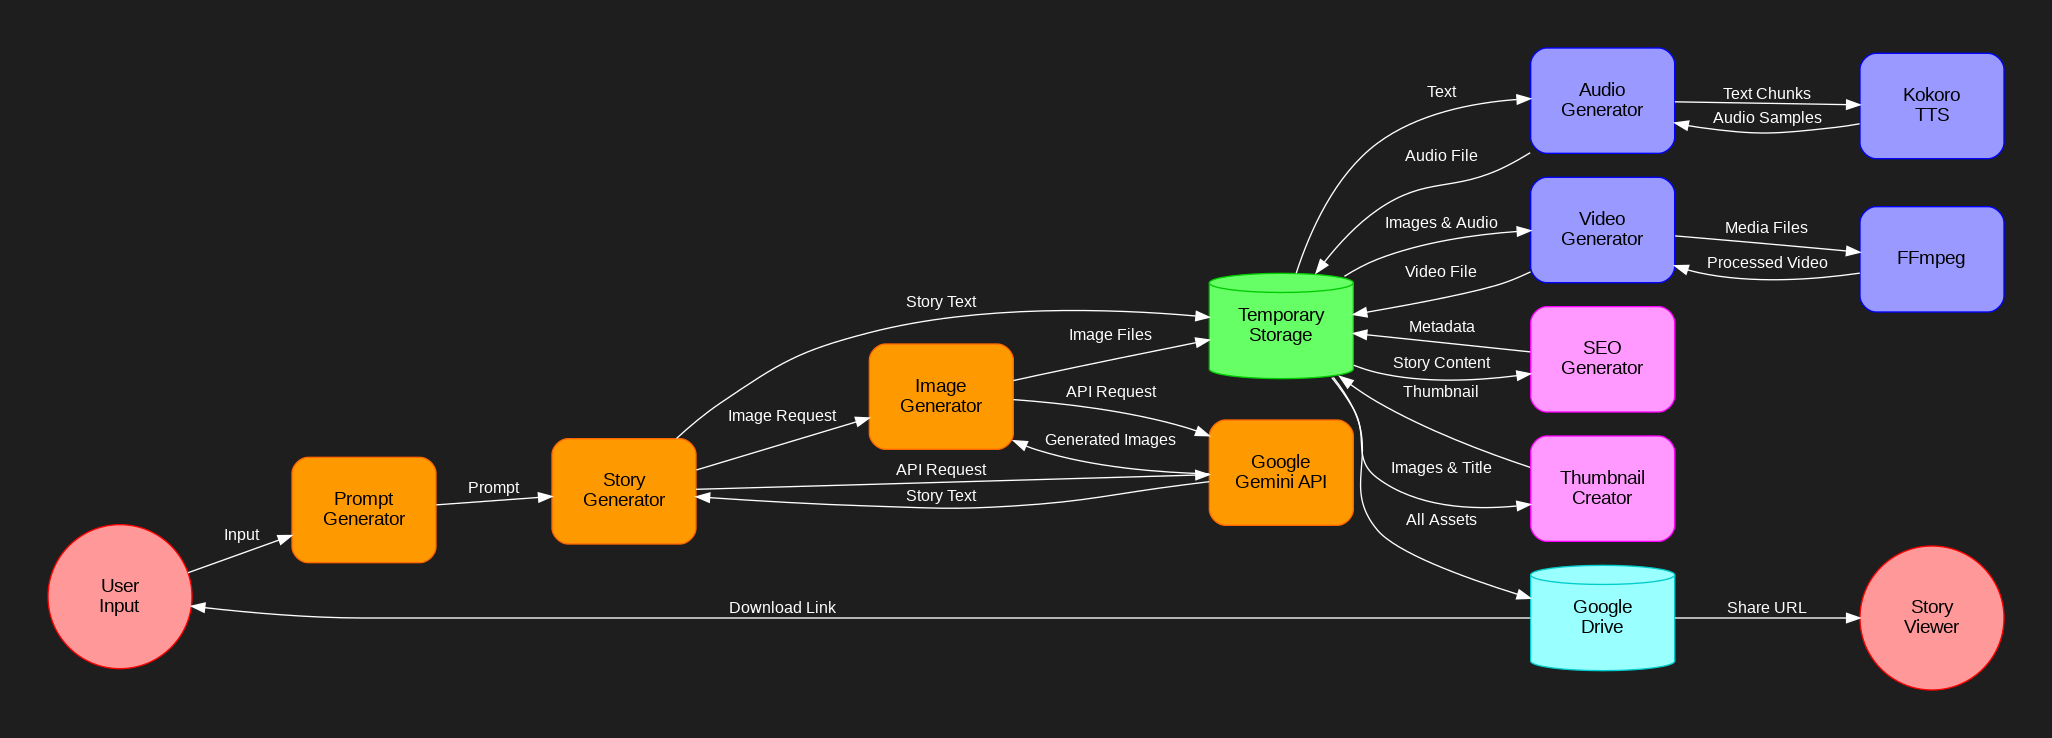 User
Input
Input
Prompt
Generator
Prompt
Story
Generator
Story Text
Image Request
API Request
Story Text
Download Link
Image
Generator
Image Files
API Request
Generated Images
Temporary
Storage
Google
Gemini API
Text
Audio File
Images & Audio
Video File
Metadata
Story Content
Thumbnail
Images & Title
All Assets
Audio
Generator
Video
Generator
SEO
Generator
Thumbnail
Creator
Google
Drive
Text Chunks
Audio Samples
Media Files
Processed Video
Share URL
Kokoro
TTS
FFmpeg
Story
Viewer